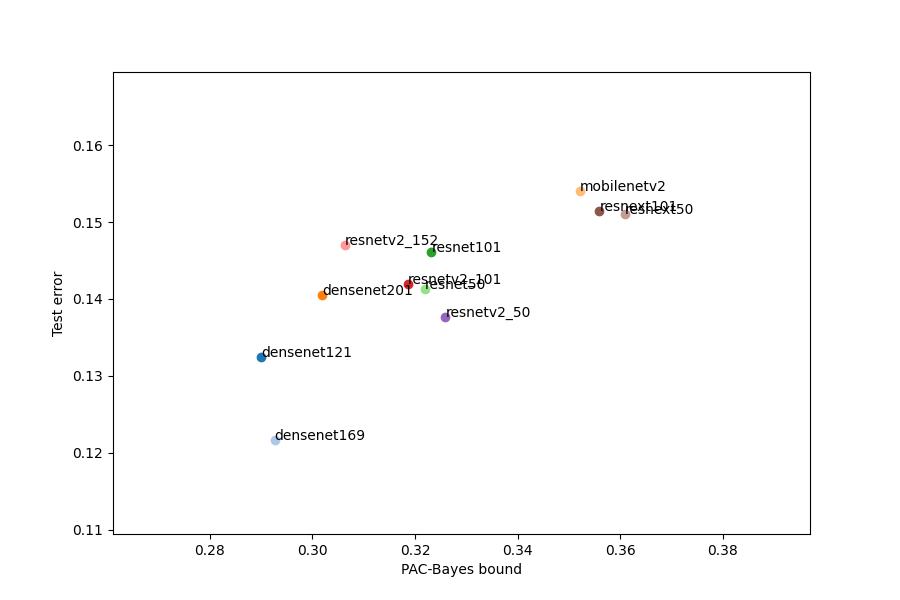 0.16
mobilenetv2
resnext101
resnext50
0.15
resnetv2_152
resnet101
resnetv2_101
resnet50
densenet201
0.14
resnetv2_50
Test error
densenet121
0.13
densenet169
0.12
0.11
0.28 0.30 0.32 0.34 0.36 0.38
PAC-Bayes bound